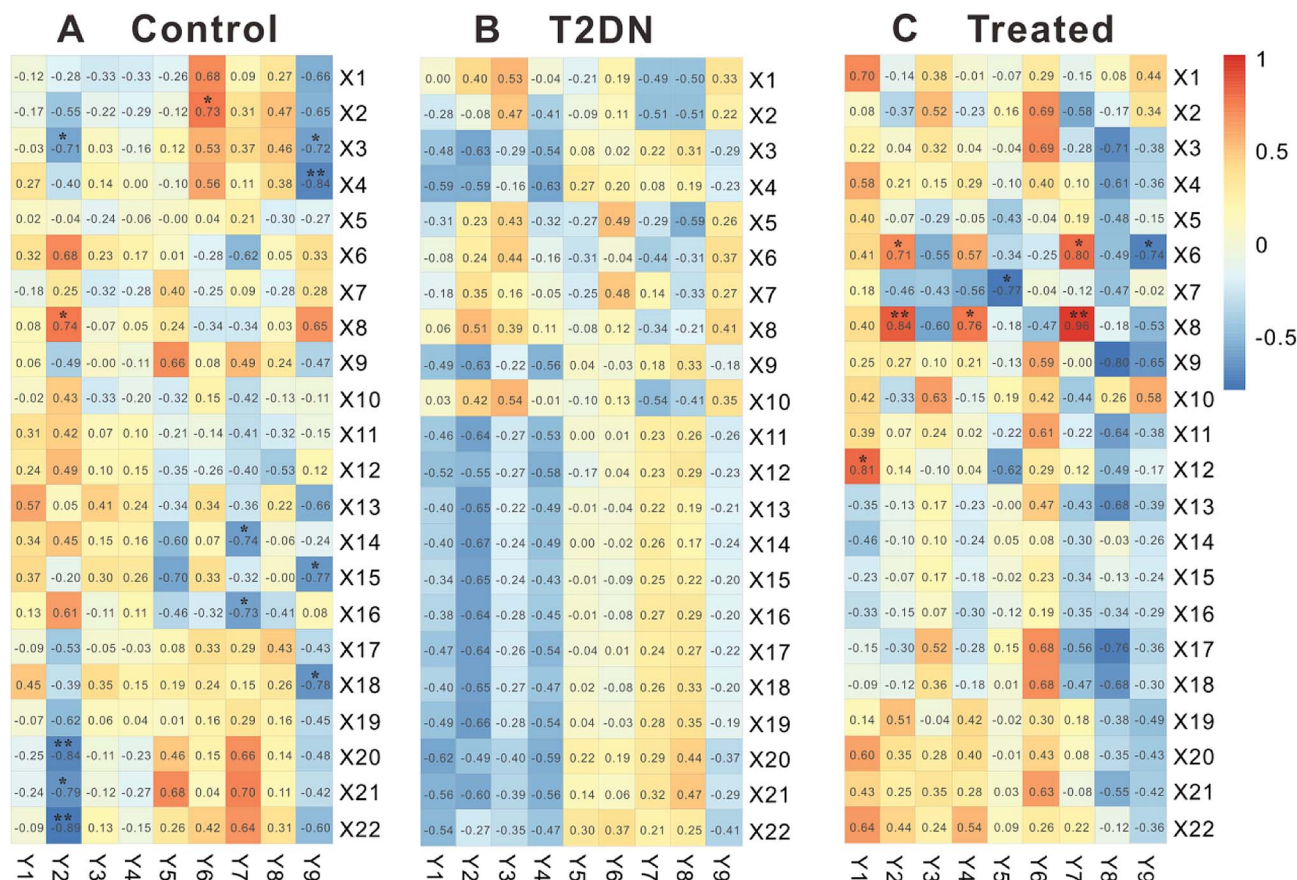 A Control
-0.12 -0.28 -0.33 -0.33 -0.26 0.68 0.09 0.27 -0.66 X1
*
-0.17 -0.55 -0.22 -0.29 -0.12 0.73 0.31 0.47 -0.65 X2
* *
-0.03 -0.71 0.03 -0.16 0.12 0.53 0.37 0.46 -0.72 X3
**
0.27 -0.40 0.14 0.00 -0.10 0.56 0.11 0.38 -0.84 X4
0.02 -0.04 -0.24 -0.06 -0.00 0.04 0.21 -0.30 -0.27 X5
0.32 0.68 0.23 0.17 0.01 -0.28 -0.62 0.05 0.33 X6
-0.18 0.25 -0.32 -0.28 0.40 -0.25 0.09 -0.28 0.28 X7
*
0.08 0.74 -0.07 0.05 0.24 -0.34 -0.34 0.03 0.65 X8
0.06 -0.49 -0.00 -0.11 0.66 0.08 0.49 0.24 -0.47 X9
-0.02 0.43 -0.33 -0.20 -0.32 0.15 -0.42 -0.13 -0.11 X10
0.31 0.42 0.07 0.10 -0.21 -0.14 -0.41 -0.32 -0.15 X11
0.24 0.49 0.10 0.15 -0.35 -0.26 -0.40 -0.53 0.12 X12
0.57 0.05 0.41 0.24 -0.34 0.34 -0.36 0.22 -0.66 X13
*
0.34 0.45 0.15 0.16 -0.60 0.07 -0.74 -0.06 -0.24 X14
*
0.37 -0.20 0.30 0.26 -0.70 0.33 -0.32 -0.00 -0.77 X15
*
0.13 0.61 -0.11 0.11 -0.46 -0.32 -0.73 -0.41 0.08 X16
-0.09 -0.53 -0.05 -0.03 0.08 0.33 0.29 0.43 -0.43 X17
*
0.45 -0.39 0.35 0.15 0.19 0.24 0.15 0.26 -0.78 X18
-0.07 -0.62 0.06 0.04 0.01 0.16 0.29 0.16 -0.45 X19
**
-0.25 -0.84 -0.11 -0.23 0.46 0.15 0.66 0.14 -0.48 X20
*
-0.24 -0.79 -0.12 -0.27 0.68 0.04 0.70 0.11 -0.42 X21
**
-0.09 -0.89 0.13 -0.15 0.26 0.42 0.64 0.31 -0.60 X22
Y1 Y2 Y3 Y4 Y5 Y6 Y7 Y8 Y9
B T2DN
0.00 0.40 0.53 -0.04 -0.21 0.19 -0.49 -0.50 0.33 X1
-0.28 -0.08 0.47 -0.41 -0.09 0.11 -0.51 -0.51 0.22 X2
-0.48 -0.63 -0.29 -0.54 0.08 0.02 0.22 0.31 -0.29 X3
-0.59 -0.59 -0.16 -0.63 0.27 0.20 0.08 0.19 -0.23 X4
-0.31 0.23 0.43 -0.32 -0.27 0.49 -0.29 -0.59 0.26 X5
-0.08 0.24 0.44 -0.16 -0.31 -0.04 -0.44 -0.31 0.37 X6
-0.18 0.35 0.16 -0.05 -0.25 0.48 0.14 -0.33 0.27 X7
0.06 0.51 0.39 0.11 -0.08 0.12 -0.34 -0.21 0.41 X8
-0.49 -0.63 -0.22 -0.56 0.04 -0.03 0.18 0.33 -0.18 X9
0.03 0.42 0.54 -0.01 -0.10 0.13 -0.54 -0.41 0.35 X10
-0.46 -0.64 -0.27 -0.53 0.00 0.01 0.23 0.26 -0.26 X11
-0.52 -0.55 -0.27 -0.58 -0.17 0.04 0.23 0.29 -0.23 X12
-0.40 -0.65 -0.22 -0.49 -0.01 -0.04 0.22 0.19 -0.21 X13
-0.40 -0.67 -0.24 -0.49 0.00 -0.02 0.26 0.17 -0.24 X14
-0.34 -0.65 -0.24 -0.43 -0.01 -0.09 0.25 0.22 -0.20 X15
-0.38 -0.64 -0.28 -0.45 -0.01 -0.08 0.27 0.29 -0.20 X16
-0.47 -0.64 -0.26 -0.54 -0.04 0.01 0.24 0.27 -0.22 X17
-0.40 -0.65 -0.27 -0.47 0.02 -0.08 0.26 0.33 -0.20 X18
-0.49 -0.66 -0.28 -0.54 0.04 -0.03 0.28 0.35 -0.19 X19
-0.62 -0.49 -0.40 -0.59 0.22 0.19 0.29 0.44 -0.37 X20
-0.56 -0.60 -0.39 -0.56 0.14 0.06 0.32 0.47 -0.29 X21
-0.54 -0.27 -0.35 -0.47 0.30 0.37 0.21 0.25 -0.41 X22
Y1 Y2 Y3 Y4 Y5 Y6 Y7 Y8 Y9
C Treated
0.70 -0.14 0.38 -0.01 -0.07 0.29 -0.15 0.08 0.44 X1
0.08 -0.37 0.52 -0.23 0.16 0.69 -0.58 -0.17 0.34 X2
0.22 0.04 0.32 -0.04 -0.04 0.69 -0.28 -0.71 -0.38 X3
0.58 0.21 0.15 0.29 -0.10 0.40 0.10 -0.61 -0.36 X4
0.40 -0.07 -0.29 -0.05 -0.43 -0.04 0.19 -0.48 -0.15 X5
* * *
0.41 0.71 -0.55 0.57 -0.34 -0.25 0.80 -0.49 -0.74 X6
*
0.18 -0.46 -0.43 -0.56 -0.77 -0.04 -0.12 -0.47 -0.02 X7
** * **
0.40 0.84 -0.60 0.76 -0.18 -0.47 0.96 -0.18 -0.53 X8
0.25 0.27 0.10 0.21 -0.13 0.59 -0.00 -0.80 -0.65 X9
0.42 -0.33 0.63 -0.15 0.19 0.42 -0.44 0.26 0.58 X10
0.39 0.07 0.24 0.02 -0.22 0.61 -0.22 -0.64 -0.38 X11
*
0.81 0.14 -0.10 0.04 -0.62 0.29 0.12 -0.49 -0.17 X12
-0.35 -0.13 0.17 -0.23 -0.00 0.47 -0.43 -0.68 -0.39 X13
-0.46 -0.10 0.10 -0.24 0.05 0.08 -0.30 -0.03 -0.26 X14
-0.23 -0.07 0.17 -0.18 -0.02 0.23 -0.34 -0.13 -0.24 X15
-0.33 -0.15 0.07 -0.30 -0.12 0.19 -0.35 -0.34 -0.29 X16
-0.15 -0.30 0.52 -0.28 0.15 0.68 -0.56 -0.76 -0.36 X17
-0.09 -0.12 0.36 -0.18 0.01 0.68 -0.47 -0.68 -0.30 X18
0.14 0.51 -0.04 0.42 -0.02 0.30 0.18 -0.38 -0.49 X19
0.60 0.35 0.28 0.40 -0.01 0.43 0.08 -0.35 -0.43 X20
0.43 0.25 0.35 0.28 0.03 0.63 -0.08 -0.55 -0.42 X21
0.64 0.44 0.24 0.54 0.09 0.26 0.22 -0.12 -0.36 X22
Y1 Y2 Y3 Y4 Y5 Y6 Y7 Y8 Y9
1
0.5
0
-0.5